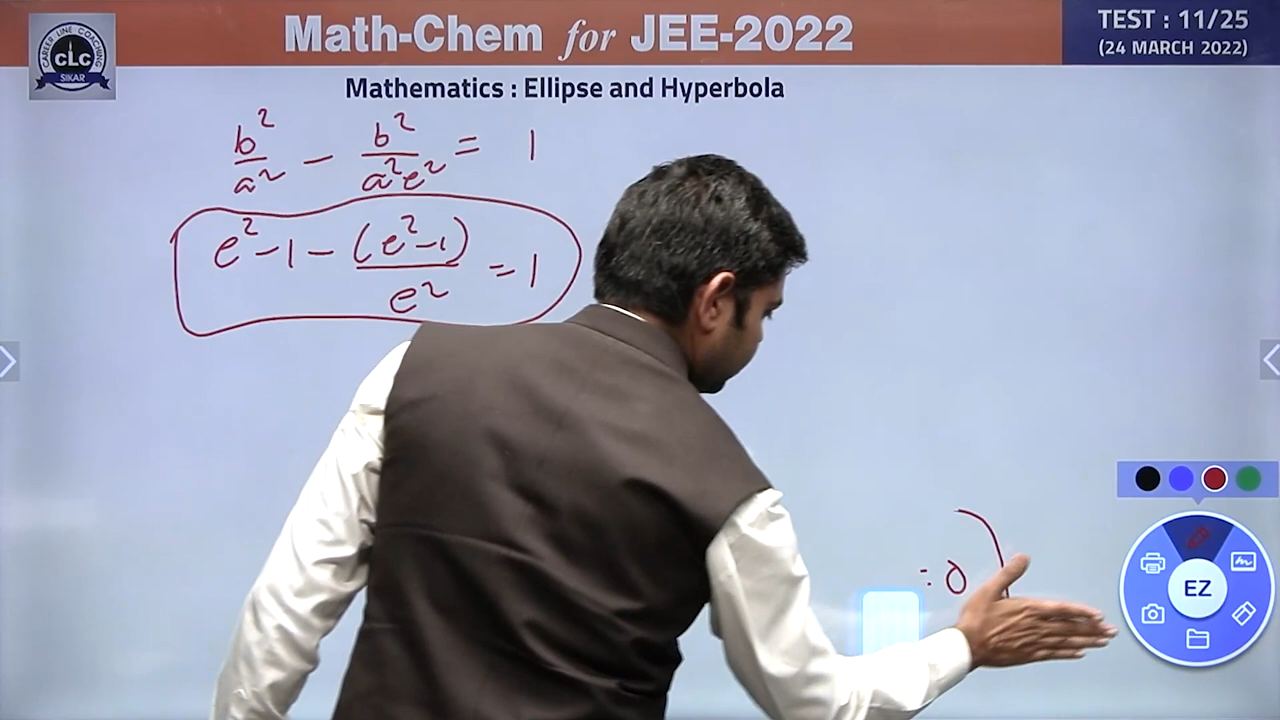 Math-Chem for JEE-2022
TEST : 11/25
(24 MARCH 2022)
CAREER LINE COACHING
CLC
SIKAR
Mathematics : Ellipse and Hyperbola
b²/a² − b²/a²e² = 1
e² − 1 − (e² − 1)/e² = 1
: 0
EZ